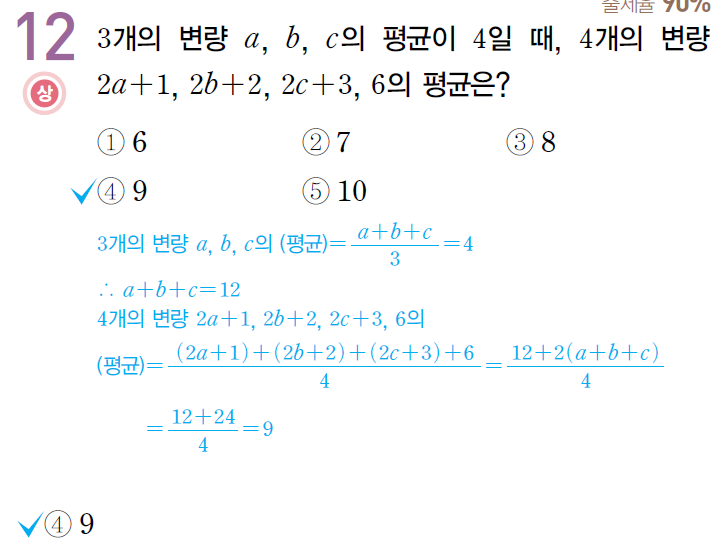 출제율 90%
12 3개의 변량 a, b, c의 평균이 4일 때, 4개의 변량
상 2a+1, 2b+2, 2c+3, 6의 평균은?
① 6 ② 7 ③ 8
✓④ 9 ⑤ 10
3개의 변량 a, b, c의 (평균)=(a+b+c)/3=4
∴ a+b+c=12
4개의 변량 2a+1, 2b+2, 2c+3, 6의
(평균)=((2a+1)+(2b+2)+(2c+3)+6)/4=(12+2(a+b+c))/4
=(12+24)/4=9
✓④ 9